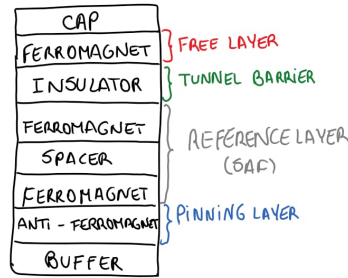 CAP
FERROMAGNET
FREE LAYER
INSULATOR
TUNNEL BARRIER
FERROMAGNET
SPACER
REFERENCE LAYER
(SAF)
FERROMAGNET
ANTI-FERROMAGNET
PINNING LAYER
BUFFER